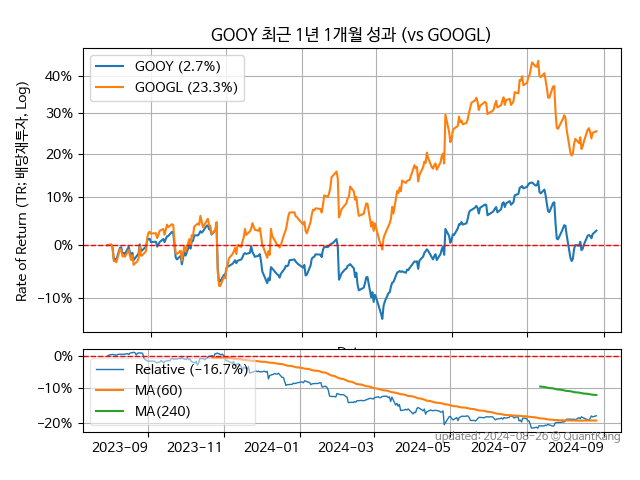 GOOY 최근 1년 1개월 성과 (vs GOOGL)
Rate of Return (TR; 배당재투자, Log)
GOOY (2.7%)
GOOGL (23.3%)
40%
30%
20%
10%
0%
−10%
0%
−10%
−20%
Relative (−16.7%)
MA(60)
MA(240)
updated: 2024-08-26 © QuantKang
2023-09
2023-11
2024-01
2024-03
2024-05
2024-07
2024-09